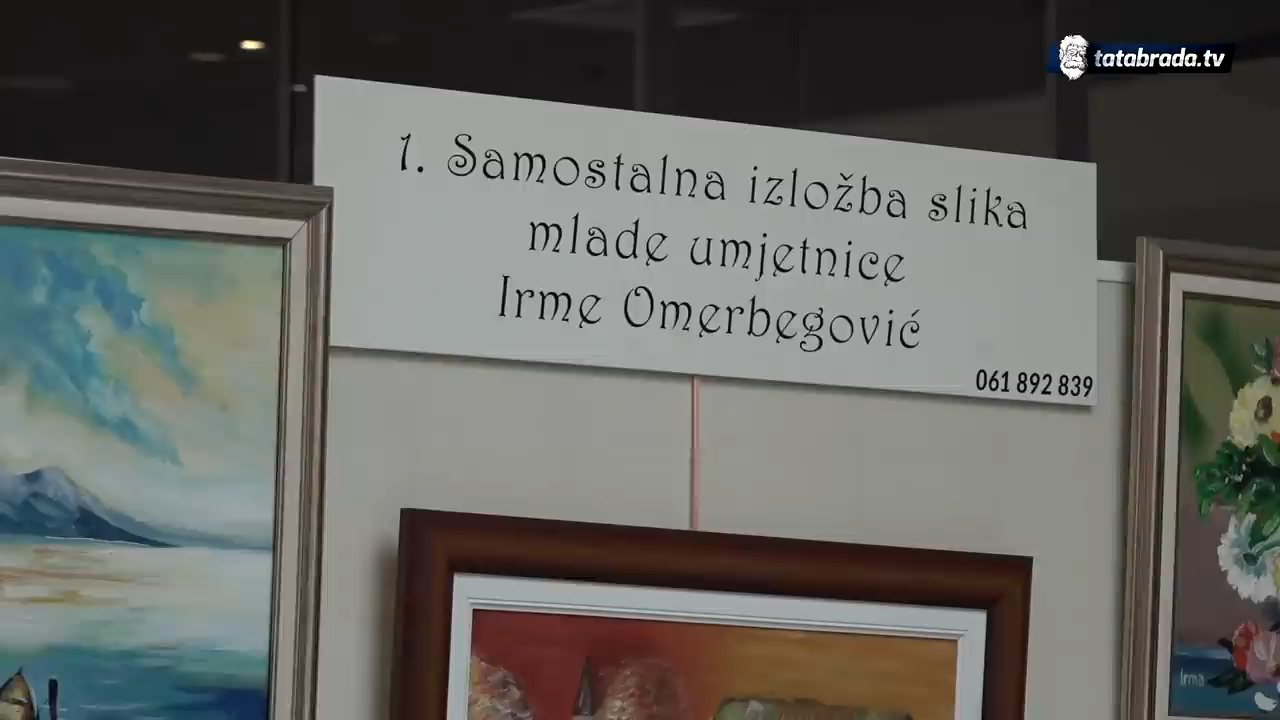 tatabrada.tv
1. Samostalna izložba slika
mlade umjetnice
Irme Omerbegović
061 892 839
Irma